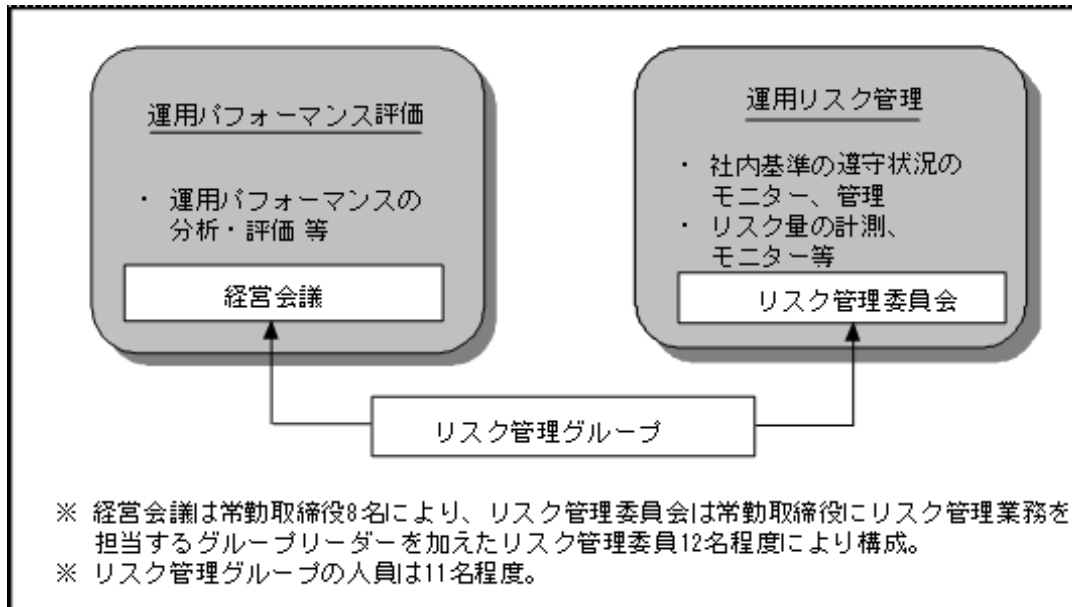 運用パフォーマンス評価
・ 運用パフォーマンスの
分析・評価 等
経営会議
運用リスク管理
・ 社内基準の遵守状況の
モニター、管理
・ リスク量の計測、
モニター等
リスク管理委員会
リスク管理グループ
※ 経営会議は常勤取締役8名により、リスク管理委員会は常勤取締役にリスク管理業務を
担当するグループリーダーを加えたリスク管理委員12名程度により構成。
※ リスク管理グループの人員は11名程度。